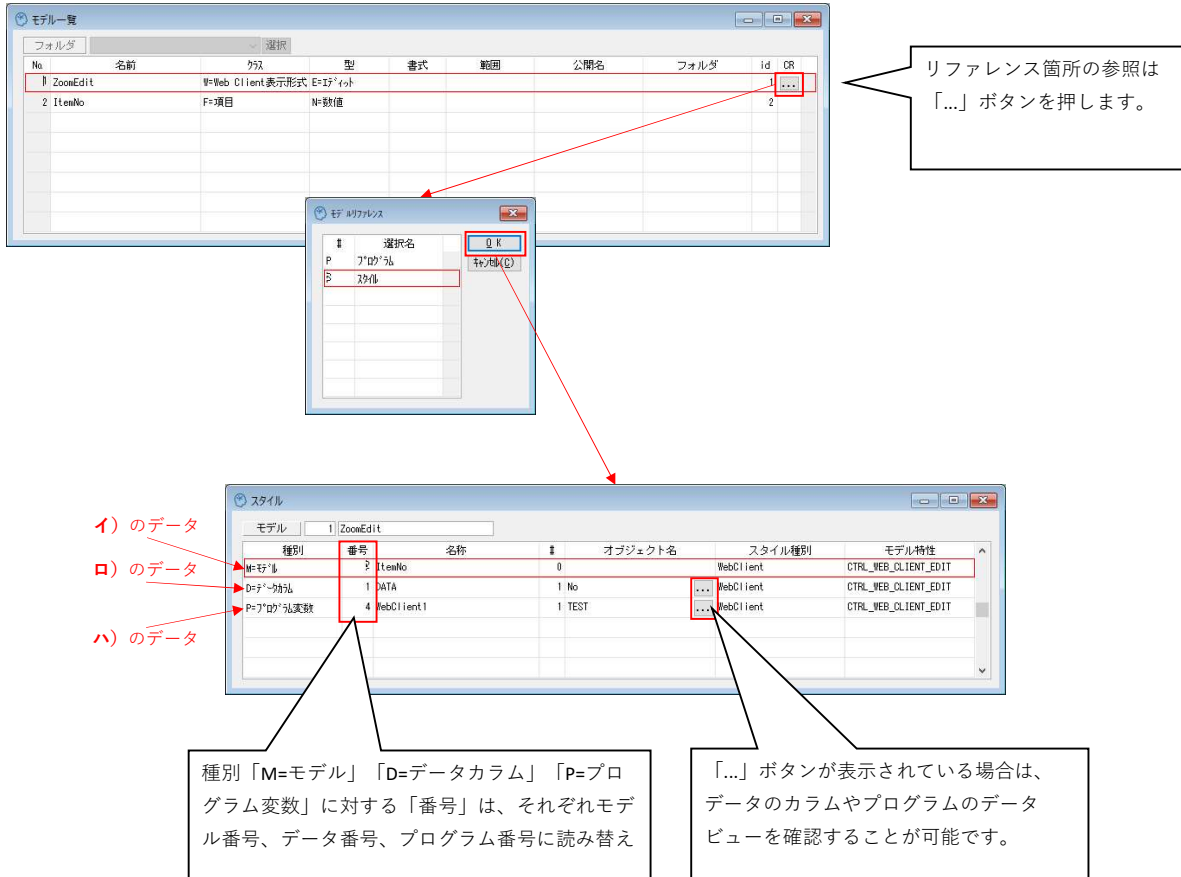 モデル一覧
フォルダ 選択
No. 名前 クラス 型 書式 範囲 公開名 フォルダ id CR
1 ZoomEdit W=Web Client表示形式 E=エディット 1 ...
2 ItemNo F=項目 N=数値 2
リファレンス箇所の参照は
「...」ボタンを押します。
モデルリファレンス
# 選択名 OK
P プログラム キャンセル(C)
スタイル
スタイル
モデル 1 ZoomEdit
種別 番号 名称 # オブジェクト名 スタイル種別 モデル特性
イ）のデータ
M=モデル 2 ItemNo 0 WebClient CTRL_WEB_CLIENT_EDIT
ロ）のデータ
D=データカラム 1 DATA 1 No ... WebClient CTRL_WEB_CLIENT_EDIT
ハ）のデータ
P=プログラム変数 4 WebClient1 1 TEST ... WebClient CTRL_WEB_CLIENT_EDIT
種別「M=モデル」「D=データカラム」「P=プロ
グラム変数」に対する「番号」は、それぞれモデ
ル番号、データ番号、プログラム番号に読み替え
「...」ボタンが表示されている場合は、
データのカラムやプログラムのデータ
ビューを確認することが可能です。